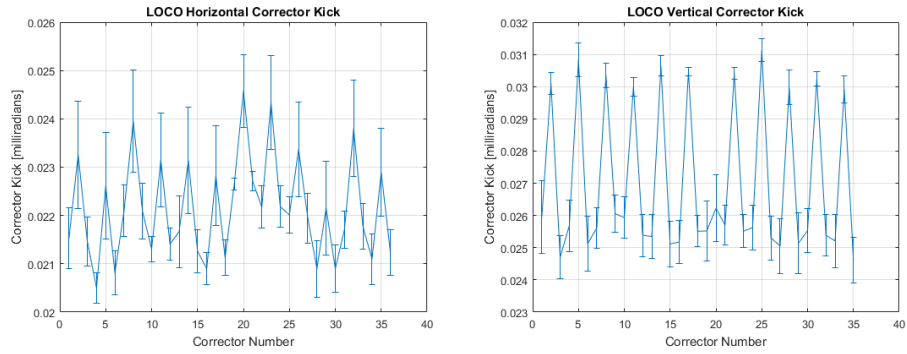 LOCO Horizontal Corrector Kick
Corrector Kick [milliradians]
0.026
0.025
0.024
0.023
0.022
0.021
0.02
0 5 10 15 20 25 30 35 40
Corrector Number
LOCO Vertical Corrector Kick
Corrector Kick [milliradians]
0.032
0.031
0.03
0.029
0.028
0.027
0.026
0.025
0.024
0.023
0 5 10 15 20 25 30 35 40
Corrector Number